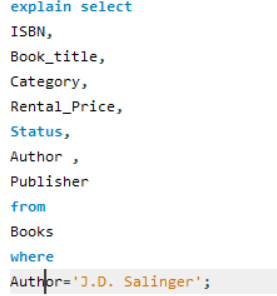 explain select
ISBN,
Book_title,
Category,
Rental_Price,
Status,
Author ,
Publisher
from
Books
where
Author='J.D. Salinger';